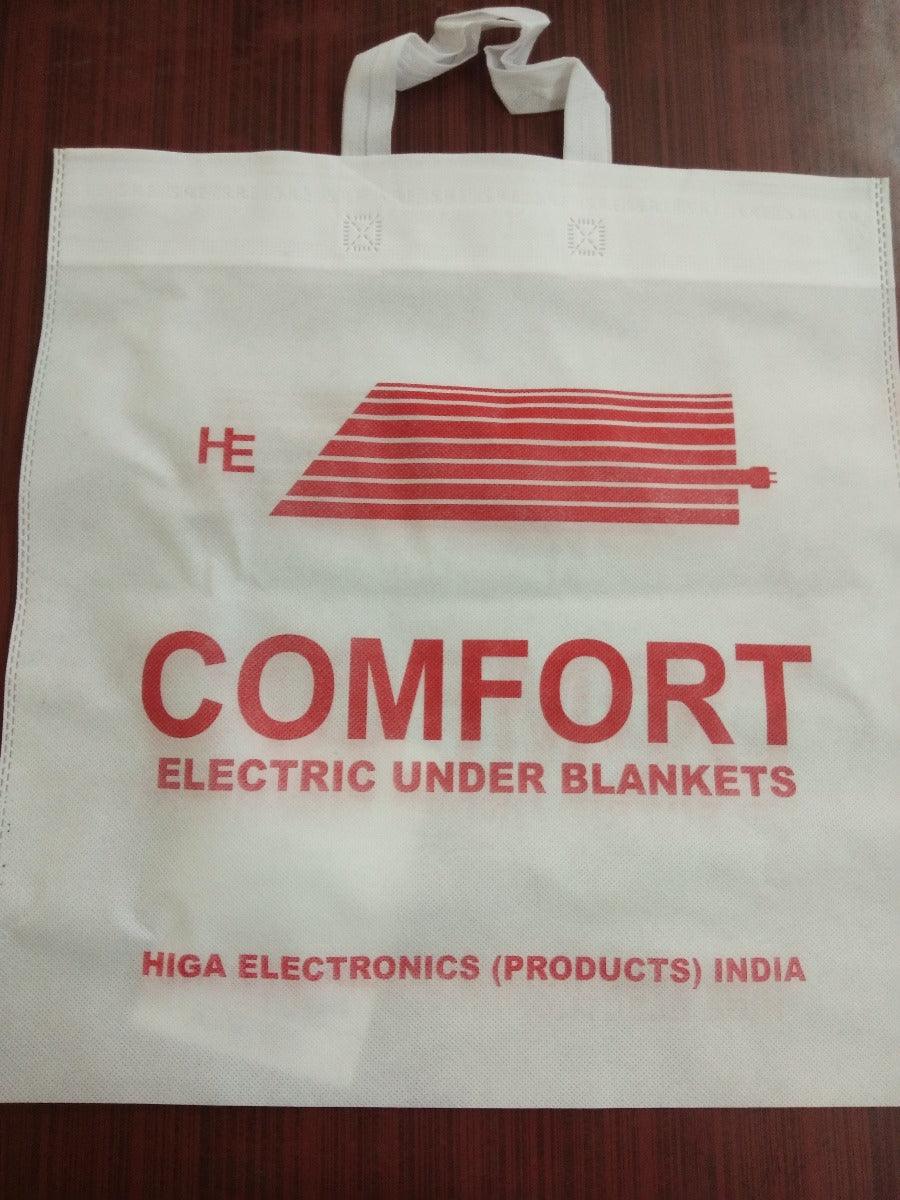 HE
COMFORT
ELECTRIC UNDER BLANKETS
HIGA ELECTRONICS (PRODUCTS) INDIA